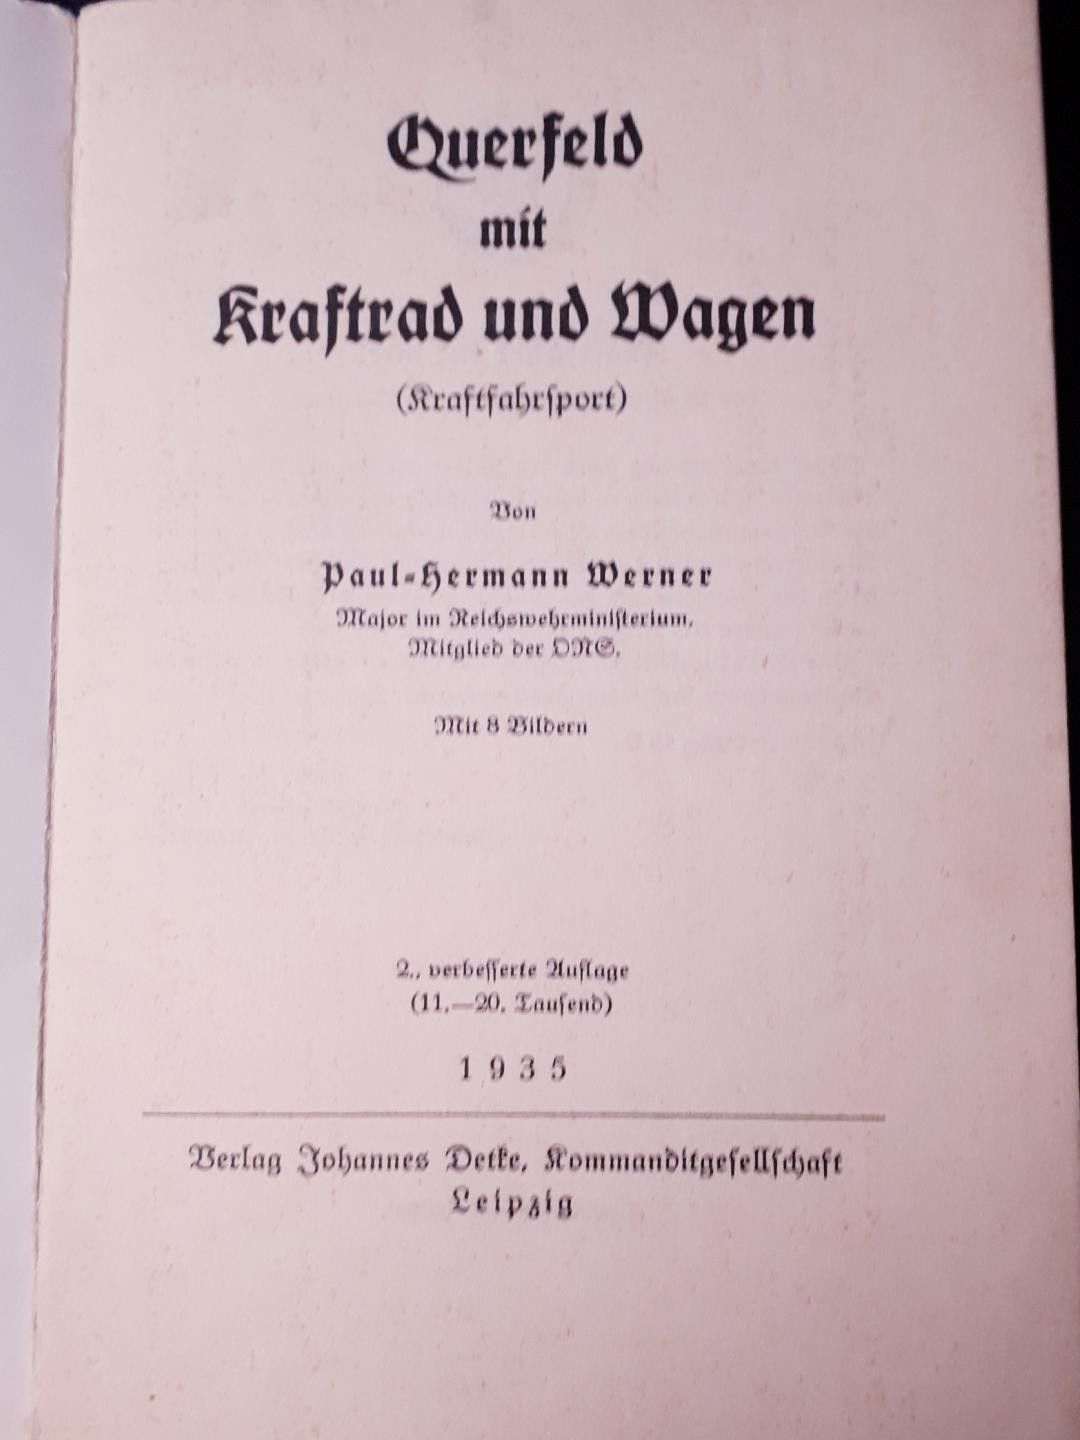 Querfeld
mit
Kraftrad und Wagen
(Kraftfahrſport)
Von
Paul-Hermann Werner
Major im Reichswehrminiſterium,
Mitglied der ONS.
Mit 8 Bildern
2., verbeſſerte Auflage
(11.—20. Tauſend)
1935
Verlag Johannes Detke, Kommanditgeſellſchaft
Leipzig